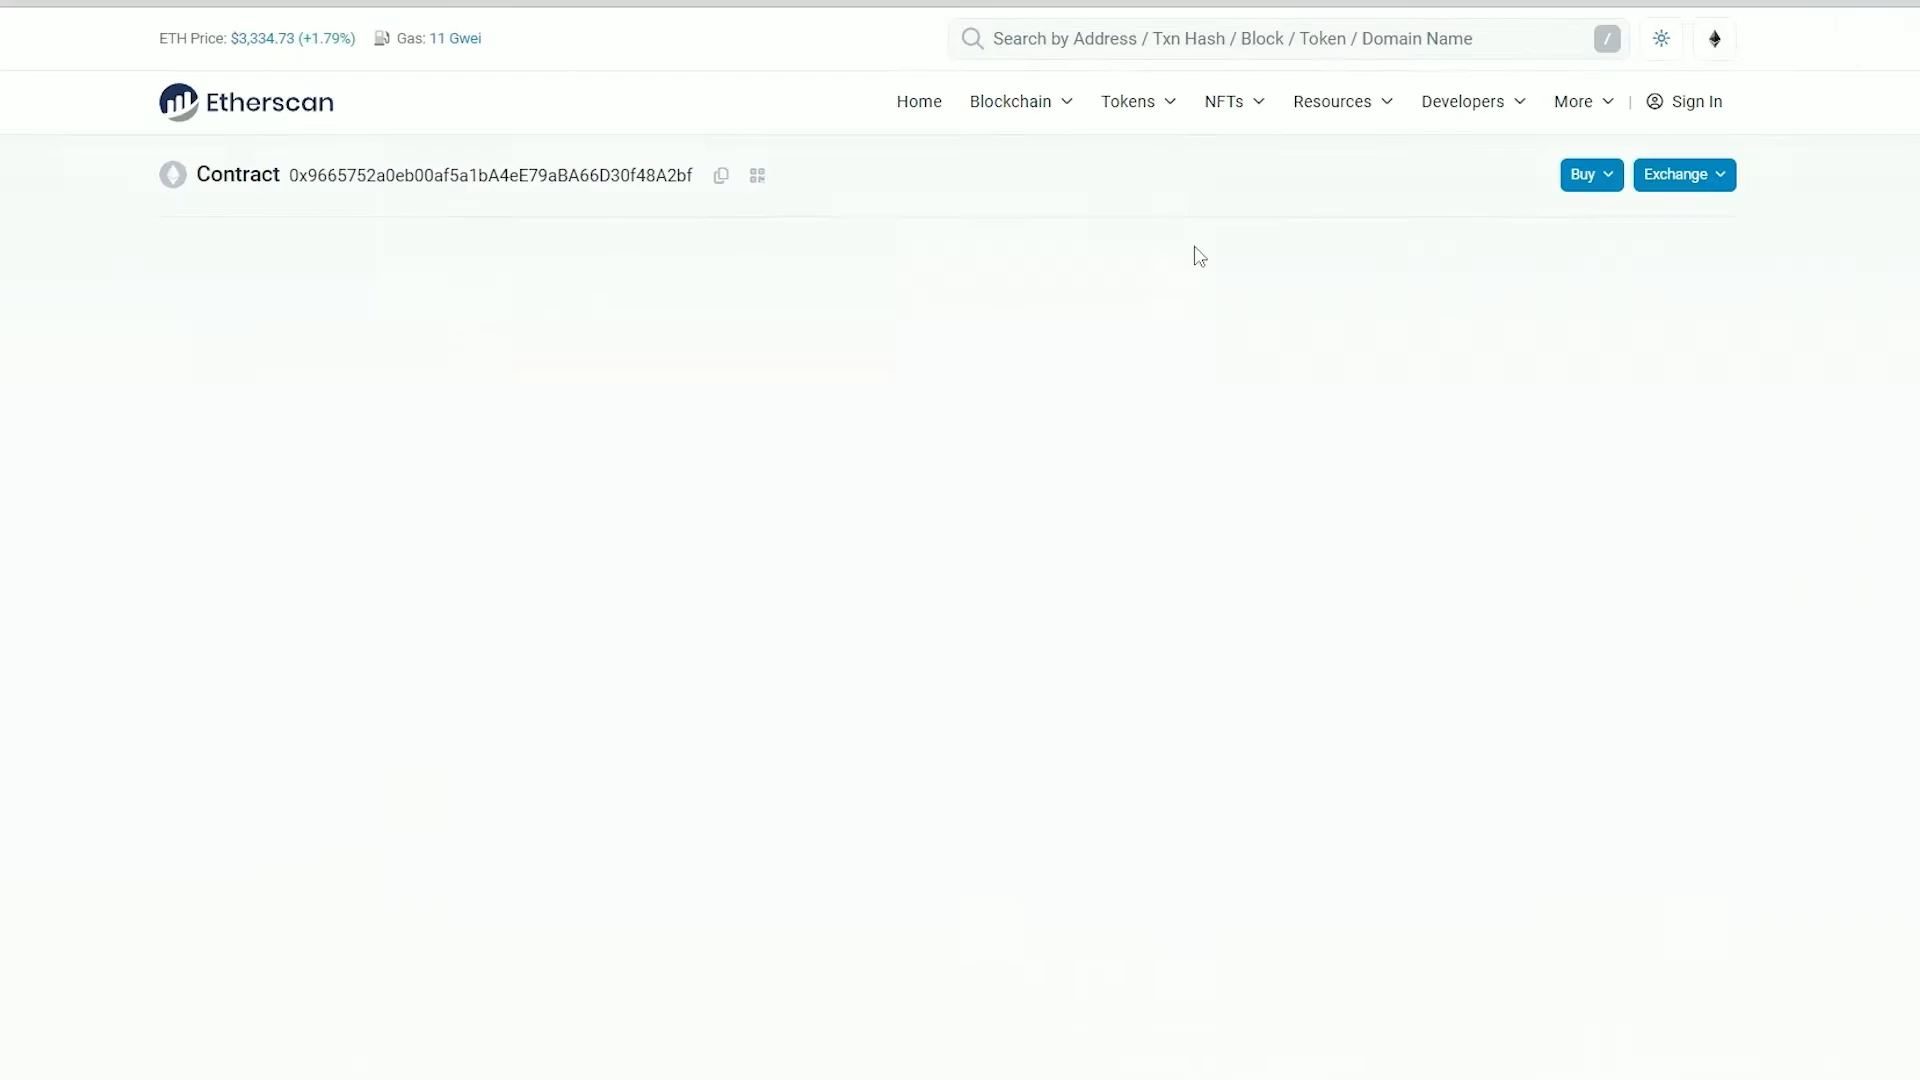 ETH Price: $3,334.73 (+1.79%) Gas: 11 Gwei
Search by Address / Txn Hash / Block / Token / Domain Name /
Etherscan
Home Blockchain Tokens NFTs Resources Developers More | Sign In
Contract 0x9665752a0eb00af5a1bA4eE79aBA66D30f48A2bf
Buy Exchange